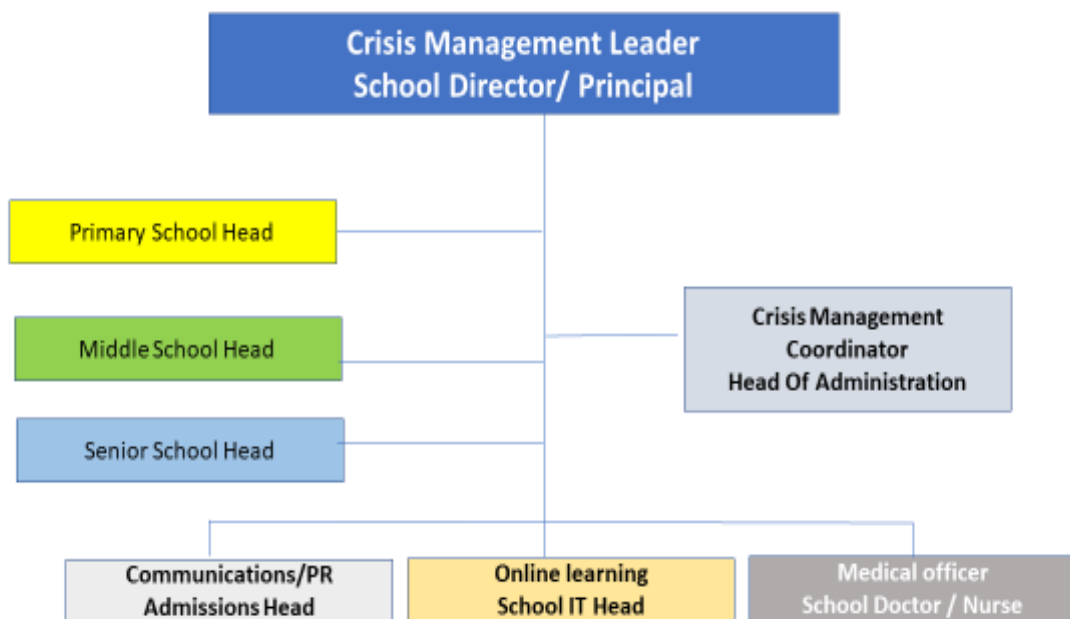 Crisis Management Leader
School Director/ Principal
Primary School Head
Middle School Head
Crisis Management
Coordinator
Head Of Administration
Senior School Head
Communications/PR
Admissions Head
Online learning
School IT Head
Medical officer
School Doctor / Nurse